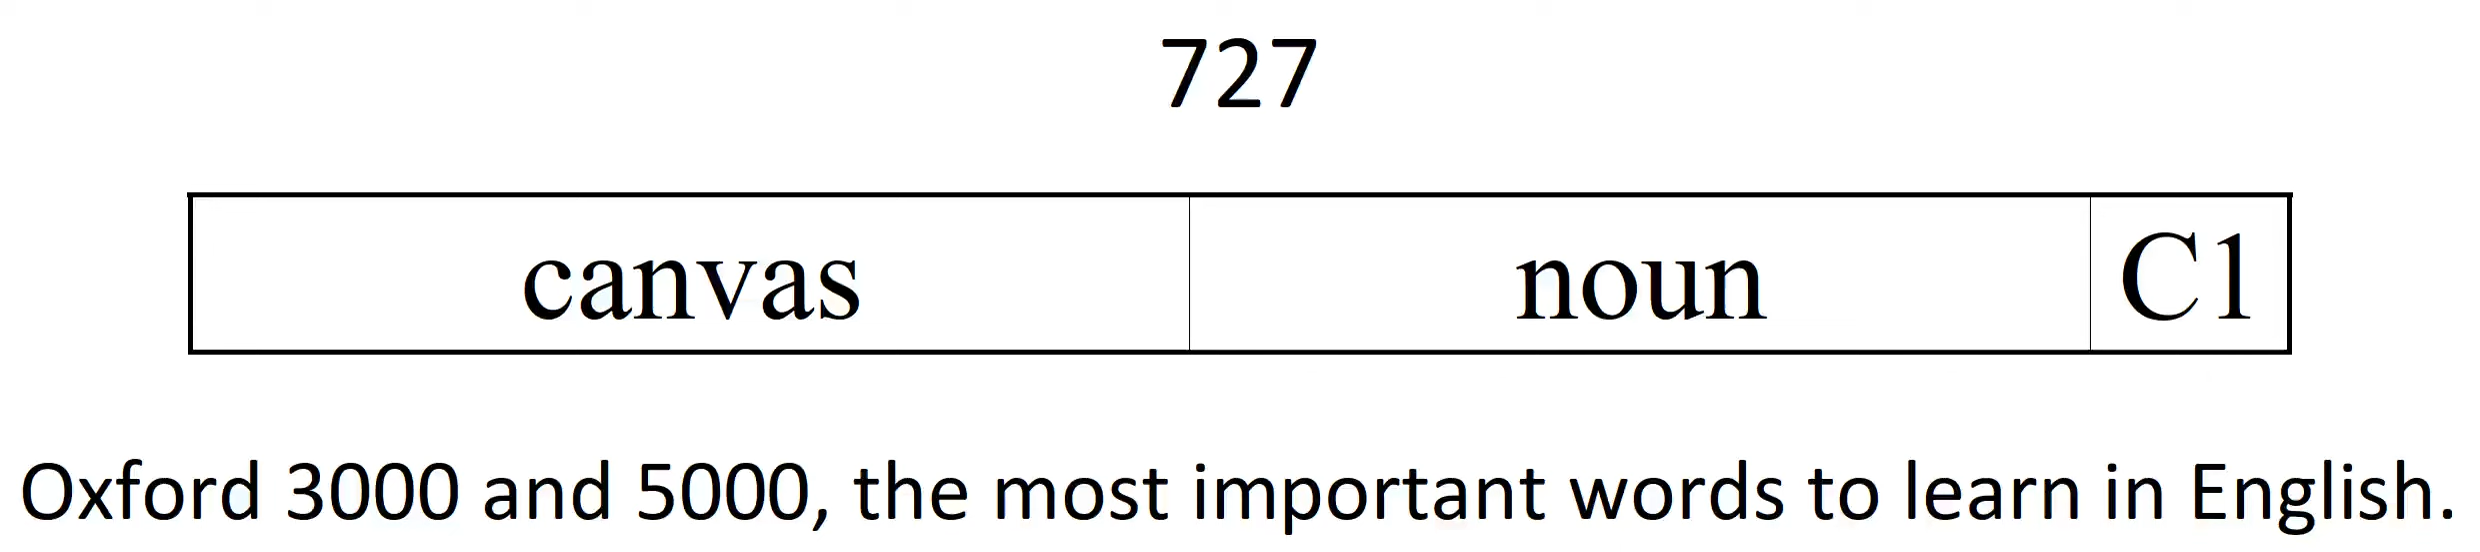 727
canvas noun C1
Oxford 3000 and 5000, the most important words to learn in English.